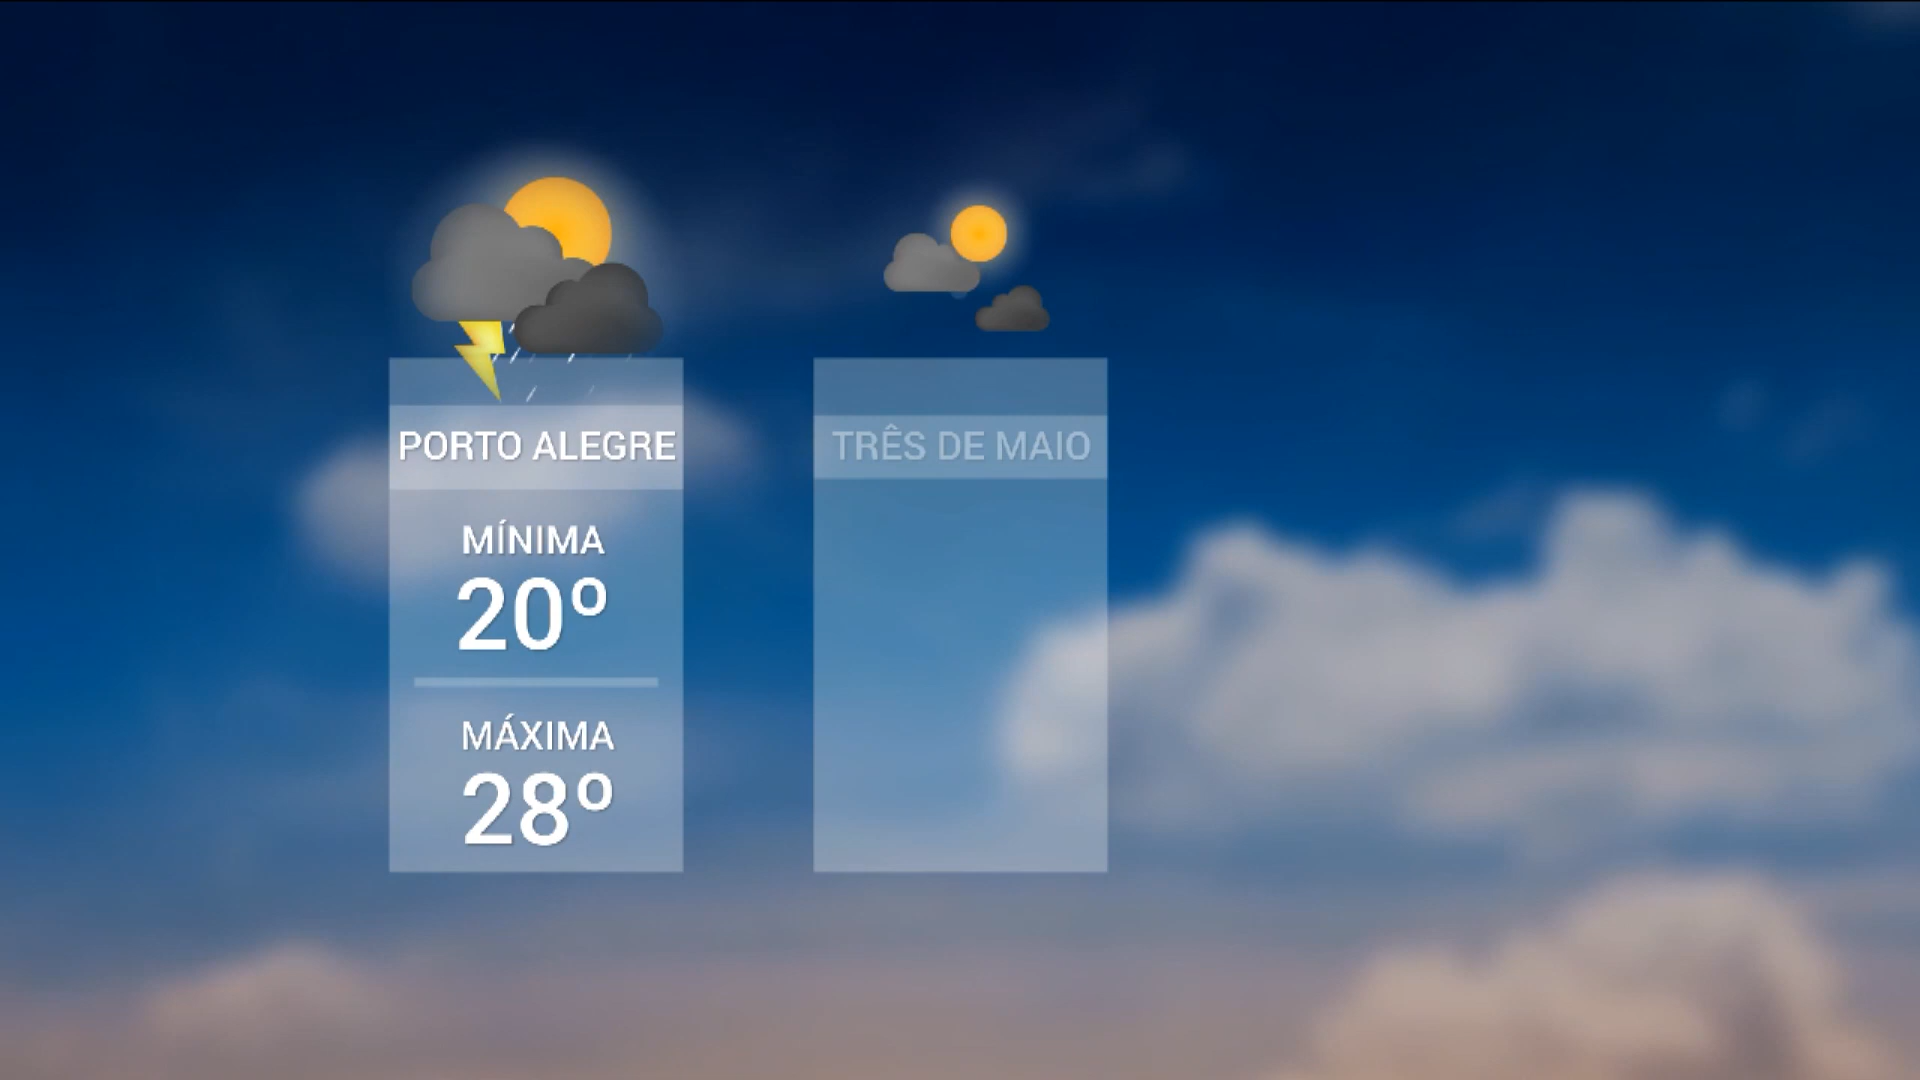 PORTO ALEGRE
MÍNIMA
20º
MÁXIMA
28º
TRÊS DE MAIO